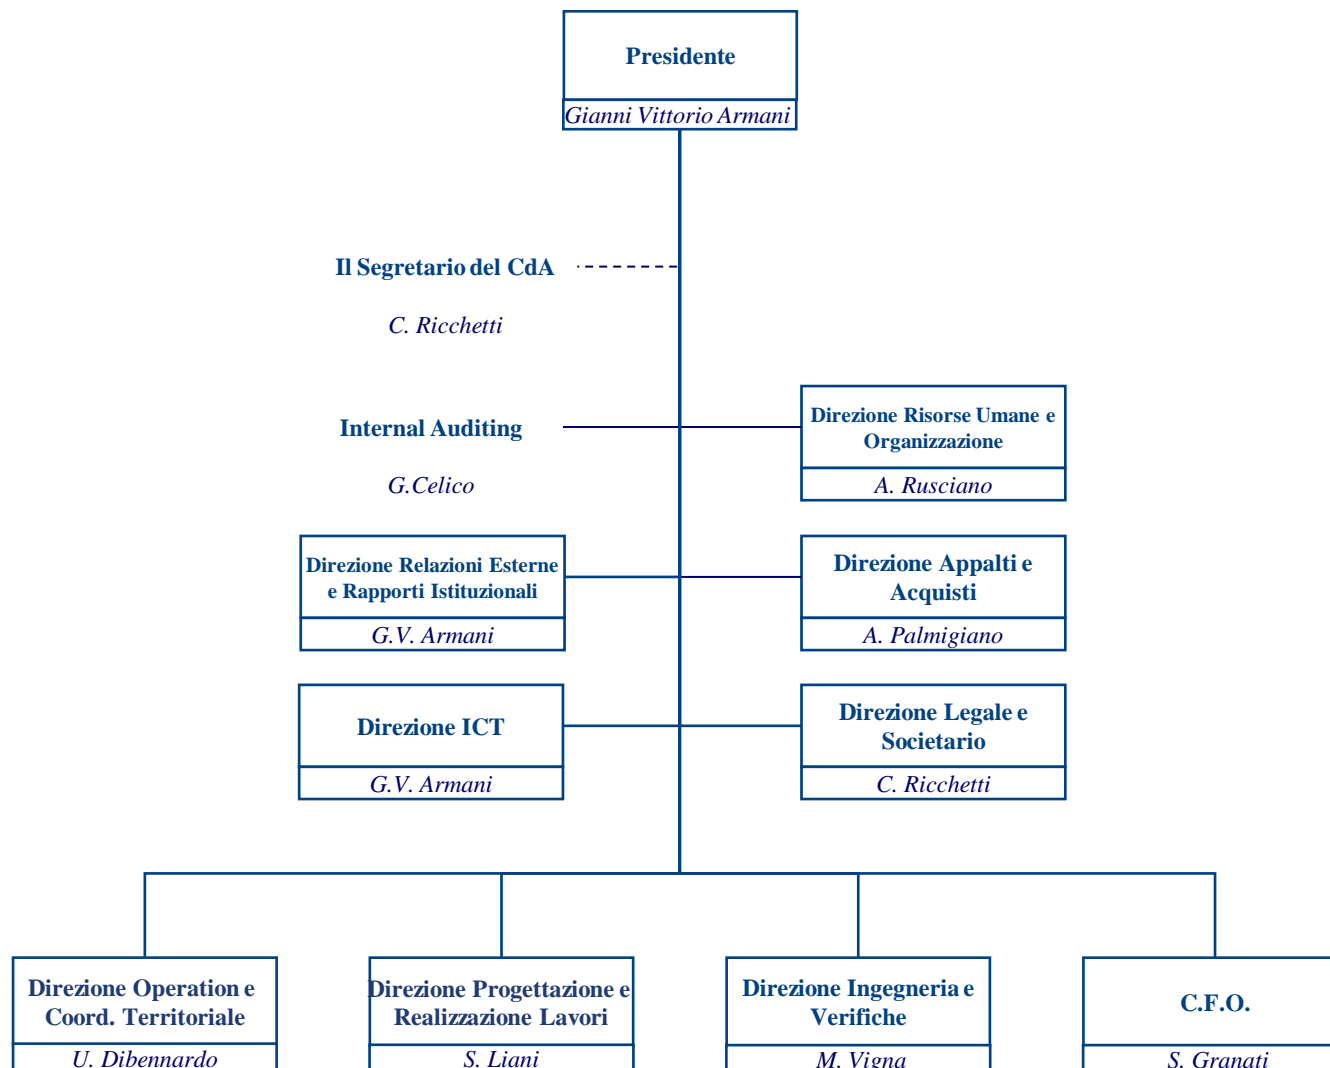 Presidente
Gianni Vittorio Armani
Il Segretario del CdA
C. Ricchetti
Internal Auditing
G.Celico
Direzione Risorse Umane e
Organizzazione
A. Rusciano
Direzione Relazioni Esterne
e Rapporti Istituzionali
G.V. Armani
Direzione Appalti e
Acquisti
A. Palmigiano
Direzione ICT
G.V. Armani
Direzione Legale e
Societario
C. Ricchetti
Direzione Operation e
Coord. Territoriale
U. Dibennardo
Direzione Progettazione e
Realizzazione Lavori
S. Liani
Direzione Ingegneria e
Verifiche
M. Vigna
C.F.O.
S. Granati